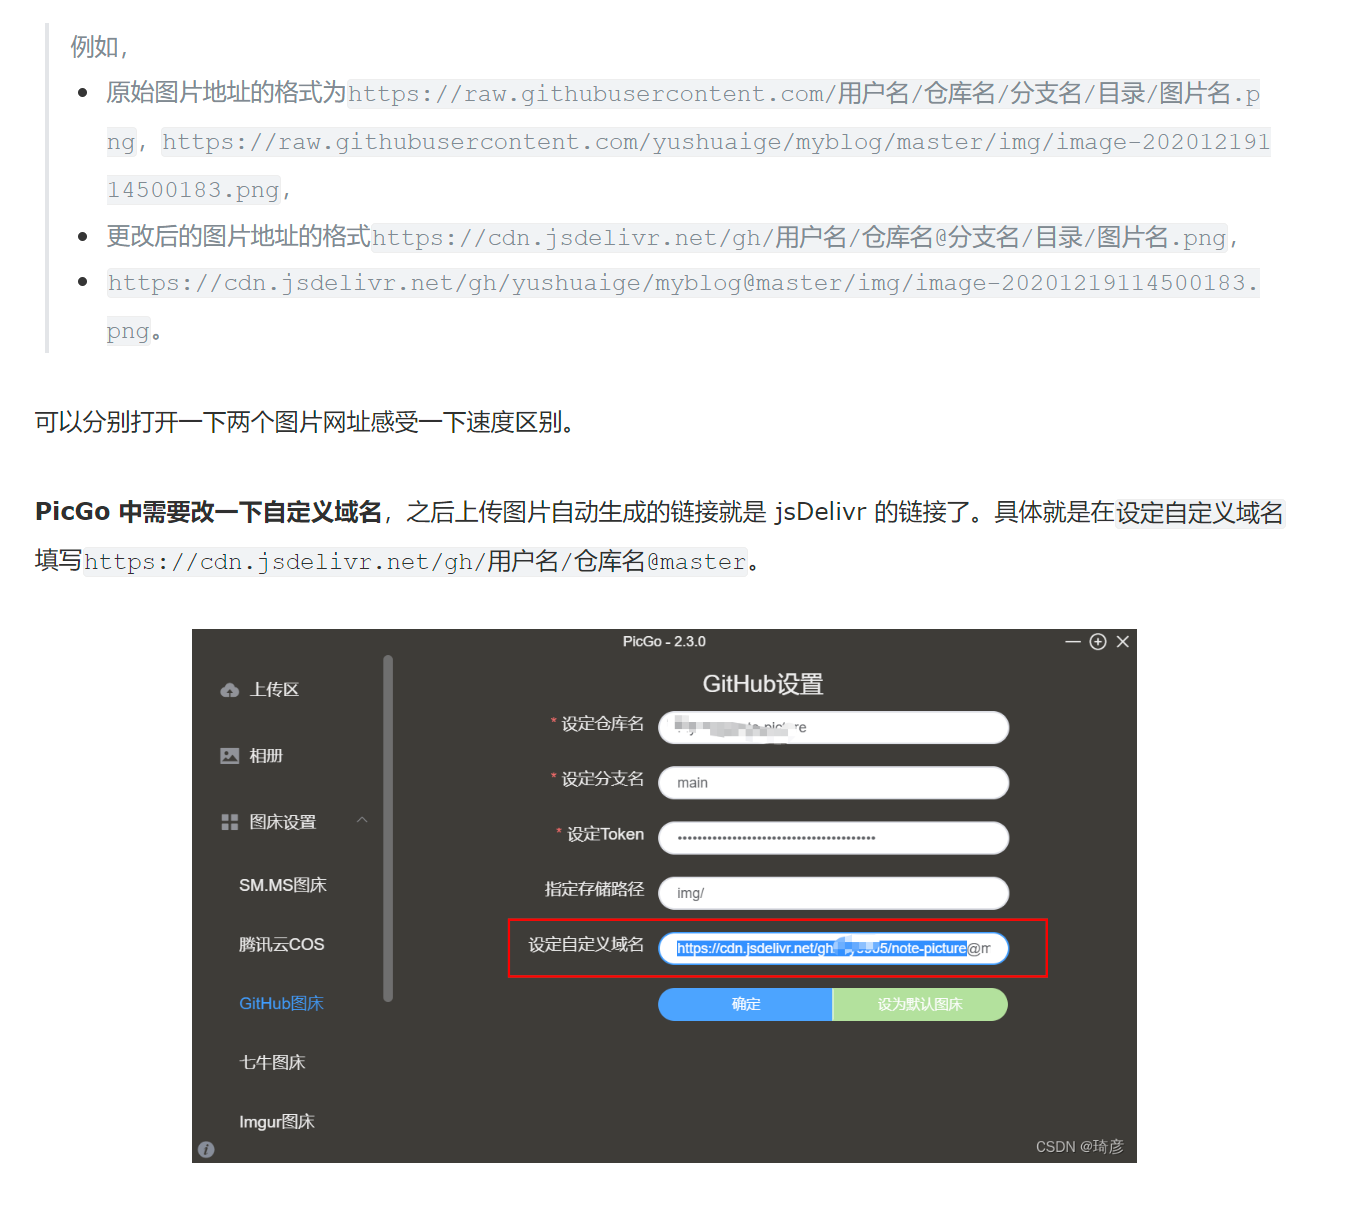 例如，
原始图片地址的格式为https://raw.githubusercontent.com/用户名/仓库名/分支名/目录/图片名.p
ng，https://raw.githubusercontent.com/yushuaige/myblog/master/img/image-202012191
14500183.png，
更改后的图片地址的格式https://cdn.jsdelivr.net/gh/用户名/仓库名@分支名/目录/图片名.png，
https://cdn.jsdelivr.net/gh/yushuaige/myblog@master/img/image-20201219114500183.
png。
可以分别打开一下两个图片网址感受一下速度区别。
PicGo 中需要改一下自定义域名，之后上传图片自动生成的链接就是 jsDelivr 的链接了。具体就是在设定自定义域名
填写https://cdn.jsdelivr.net/gh/用户名/仓库名@master。
PicGo - 2.3.0
上传区
相册
图床设置
SM.MS图床
腾讯云COS
GitHub图床
七牛图床
Imgur图床
GitHub设置
* 设定仓库名
* 设定分支名 main
* 设定Token ••••••••••••••••••••••••••••••••••••••••
指定存储路径 img/
设定自定义域名 https://cdn.jsdelivr.net/gh 05/note-picture@m
确定 设为默认图床
CSDN @琦彦